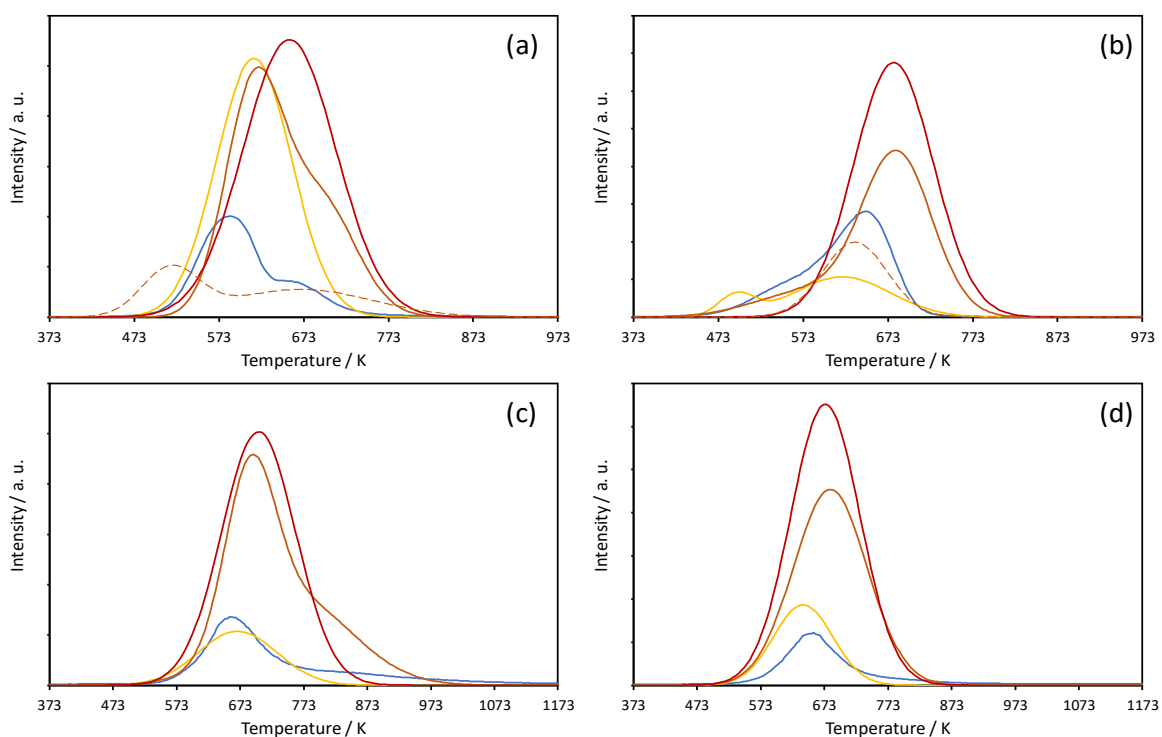 (a)
Intensity / a. u.
373 473 573 673 773 873 973
Temperature / K
(b)
Intensity / a. u.
373 473 573 673 773 873 973
Temperature / K
(c)
Intensity / a. u.
373 473 573 673 773 873 973 1073 1173
Temperature / K
(d)
Intensity / a. u.
373 473 573 673 773 873 973 1073 1173
Temperature / K